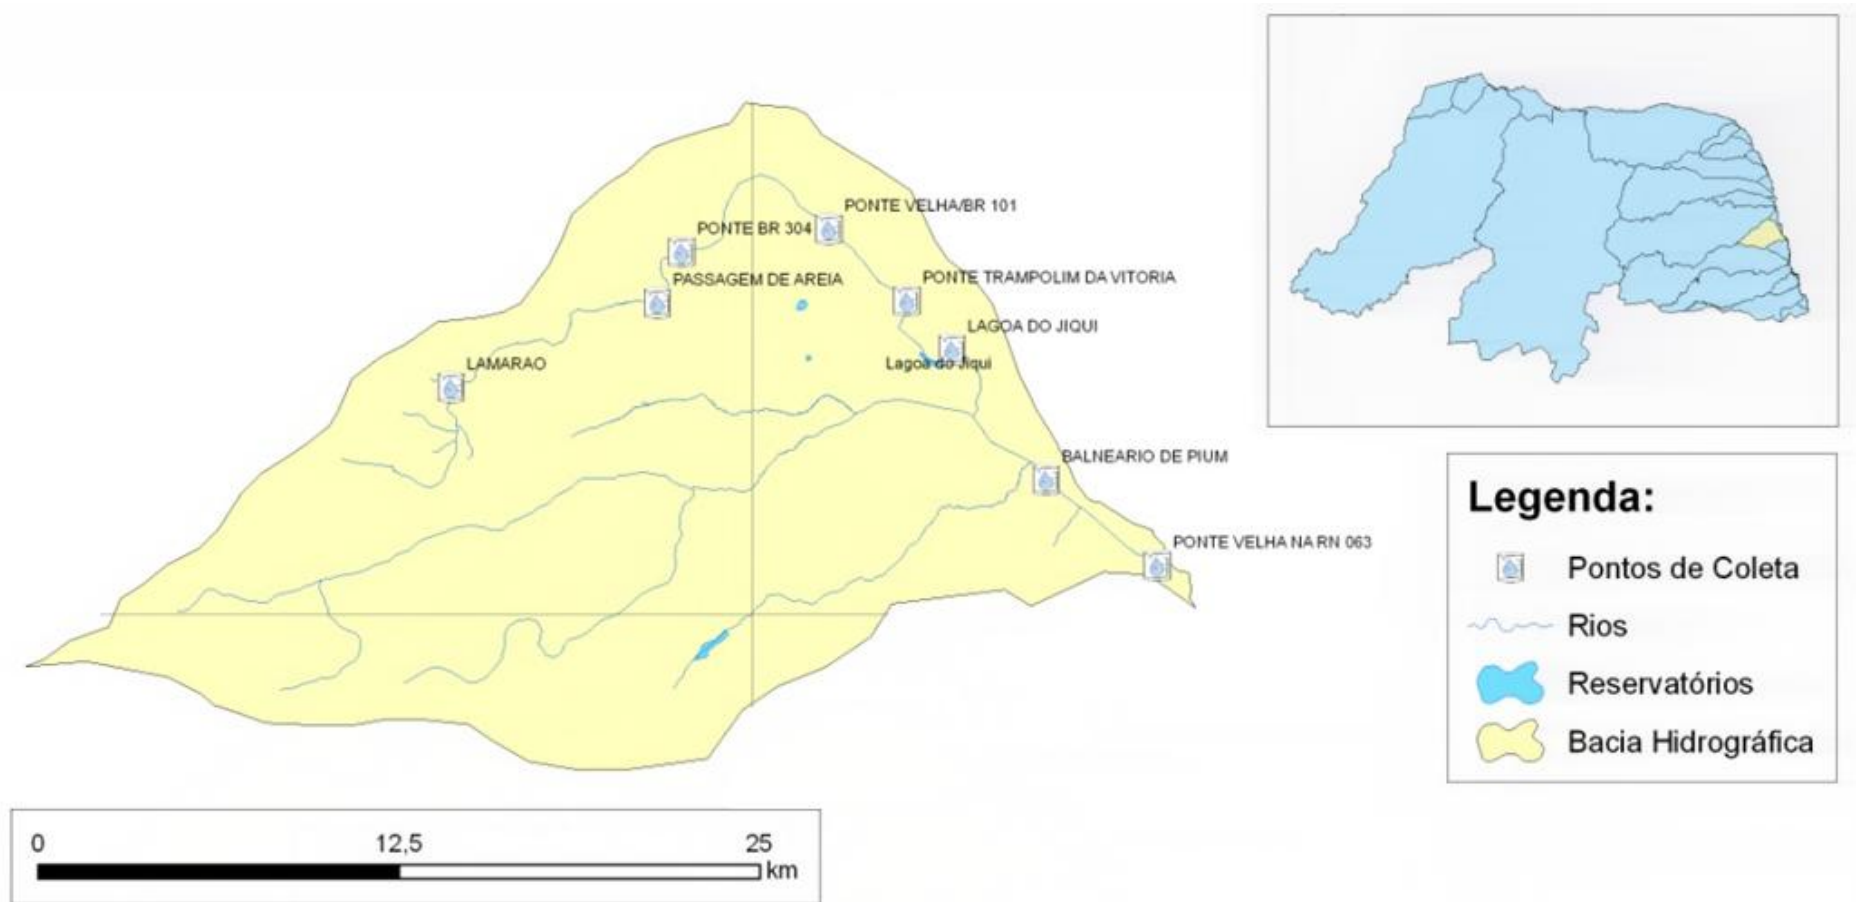 PONTE VELHA/BR 101
PONTE BR 304
PASSAGEM DE AREIA
PONTE TRAMPOLIM DA VITORIA
LAGOA DO JIQUI
Lagoa do Jiqui
LAMARAO
BALNEARIO DE PIUM
PONTE VELHA NA RN 063
Legenda:
Pontos de Coleta
Rios
Reservatórios
Bacia Hidrográfica
0 12,5 25
km